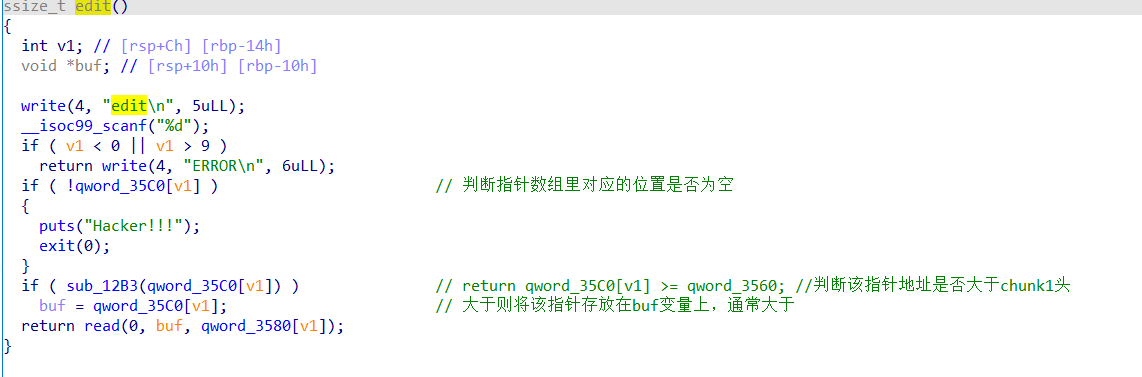 ssize_t edit()
{
int v1; // [rsp+Ch] [rbp-14h]
void *buf; // [rsp+10h] [rbp-10h]
write(4, "edit\n", 5uLL);
__isoc99_scanf("%d");
if ( v1 < 0 || v1 > 9 )
return write(4, "ERROR\n", 6uLL);
if ( !qword_35C0[v1] ) // 判断指针数组里对应的位置是否为空
{
puts("Hacker!!!");
exit(0);
}
if ( sub_12B3(qword_35C0[v1]) ) // return qword_35C0[v1] >= qword_3560; //判断该指针地址是否大于chunk1头
buf = qword_35C0[v1]; // 大于则将该指针存放在buf变量上，通常大于
return read(0, buf, qword_3580[v1]);
}